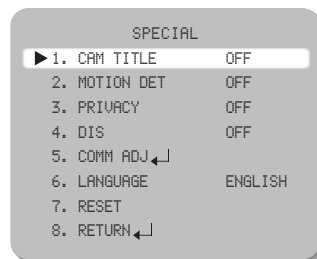 SPECIAL
▶1. CAM TITLE OFF
2. MOTION DET OFF
3. PRIVACY OFF
4. DIS OFF
5. COMM ADJ↵
6. LANGUAGE ENGLISH
7. RESET
8. RETURN↵